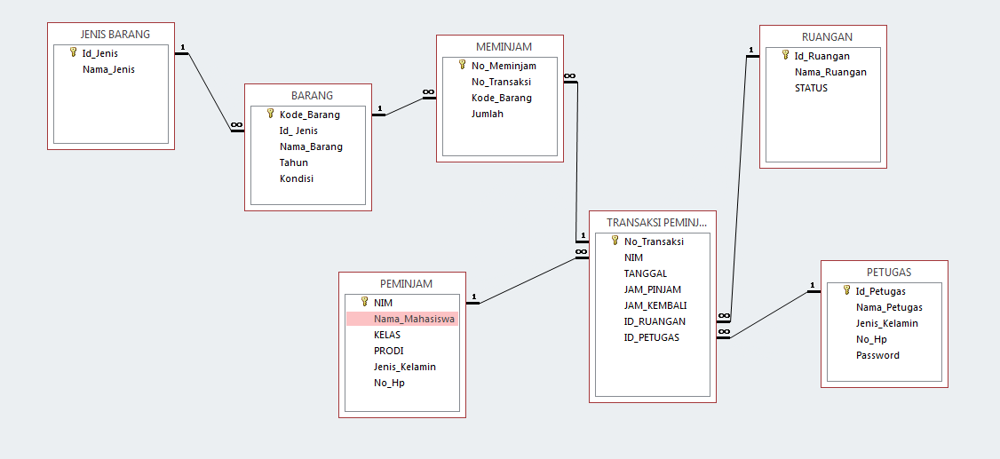 JENIS BARANG
Id_Jenis
Nama_Jenis
1
∞
BARANG
Kode_Barang
Id_ Jenis
Nama_Barang
Tahun
Kondisi
1
∞
MEMINJAM
No_Meminjam
No_Transaksi
Kode_Barang
Jumlah
∞
1
RUANGAN
Id_Ruangan
Nama_Ruangan
STATUS
1
∞
TRANSAKSI PEMINJ...
No_Transaksi
NIM
TANGGAL
JAM_PINJAM
JAM_KEMBALI
ID_RUANGAN
ID_PETUGAS
∞
1
PEMINJAM
NIM
Nama_Mahasiswa
KELAS
PRODI
Jenis_Kelamin
No_Hp
1
∞
PETUGAS
Id_Petugas
Nama_Petugas
Jenis_Kelamin
No_Hp
Password